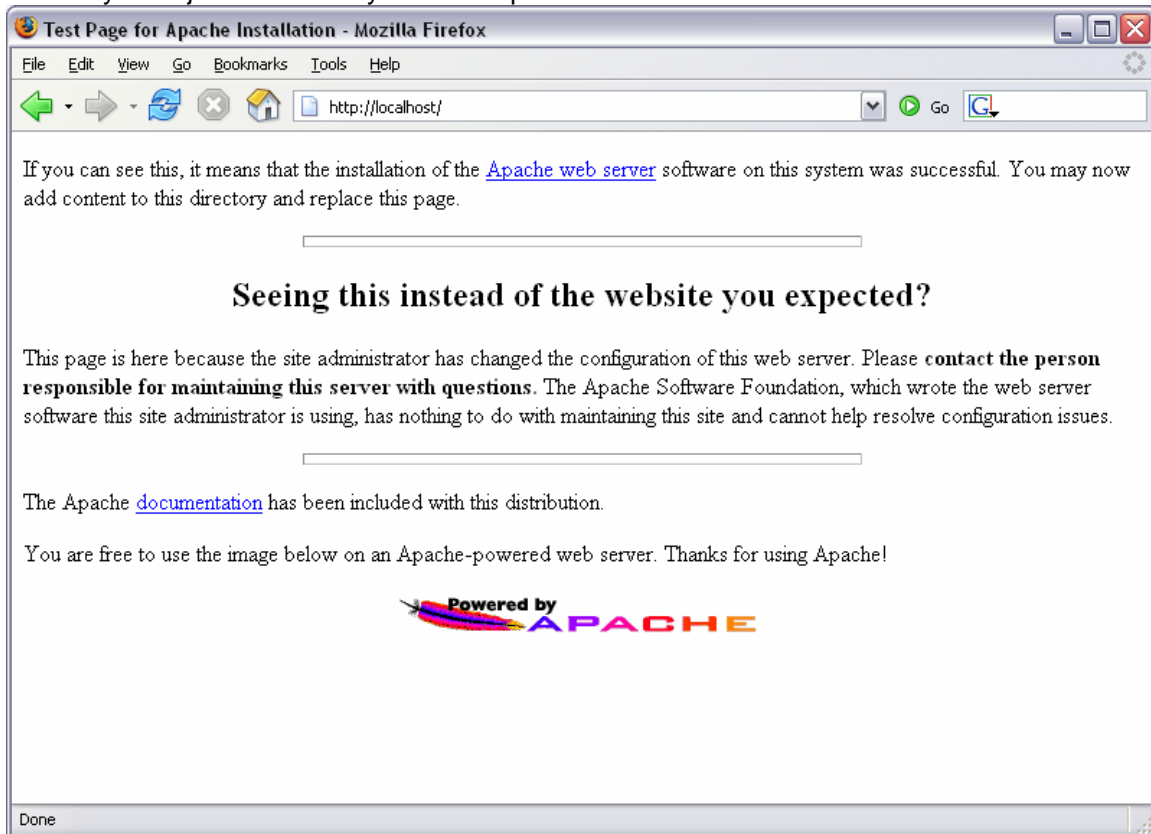 Test Page for Apache Installation - Mozilla Firefox
File Edit View Go Bookmarks Tools Help
http://localhost/ Go G
If you can see this, it means that the installation of the Apache web server software on this system was successful. You may now
add content to this directory and replace this page.
Seeing this instead of the website you expected?
This page is here because the site administrator has changed the configuration of this web server. Please contact the person
responsible for maintaining this server with questions. The Apache Software Foundation, which wrote the web server
software this site administrator is using, has nothing to do with maintaining this site and cannot help resolve configuration issues.
The Apache documentation has been included with this distribution.
You are free to use the image below on an Apache-powered web server. Thanks for using Apache!
Powered by
APACHE
Done